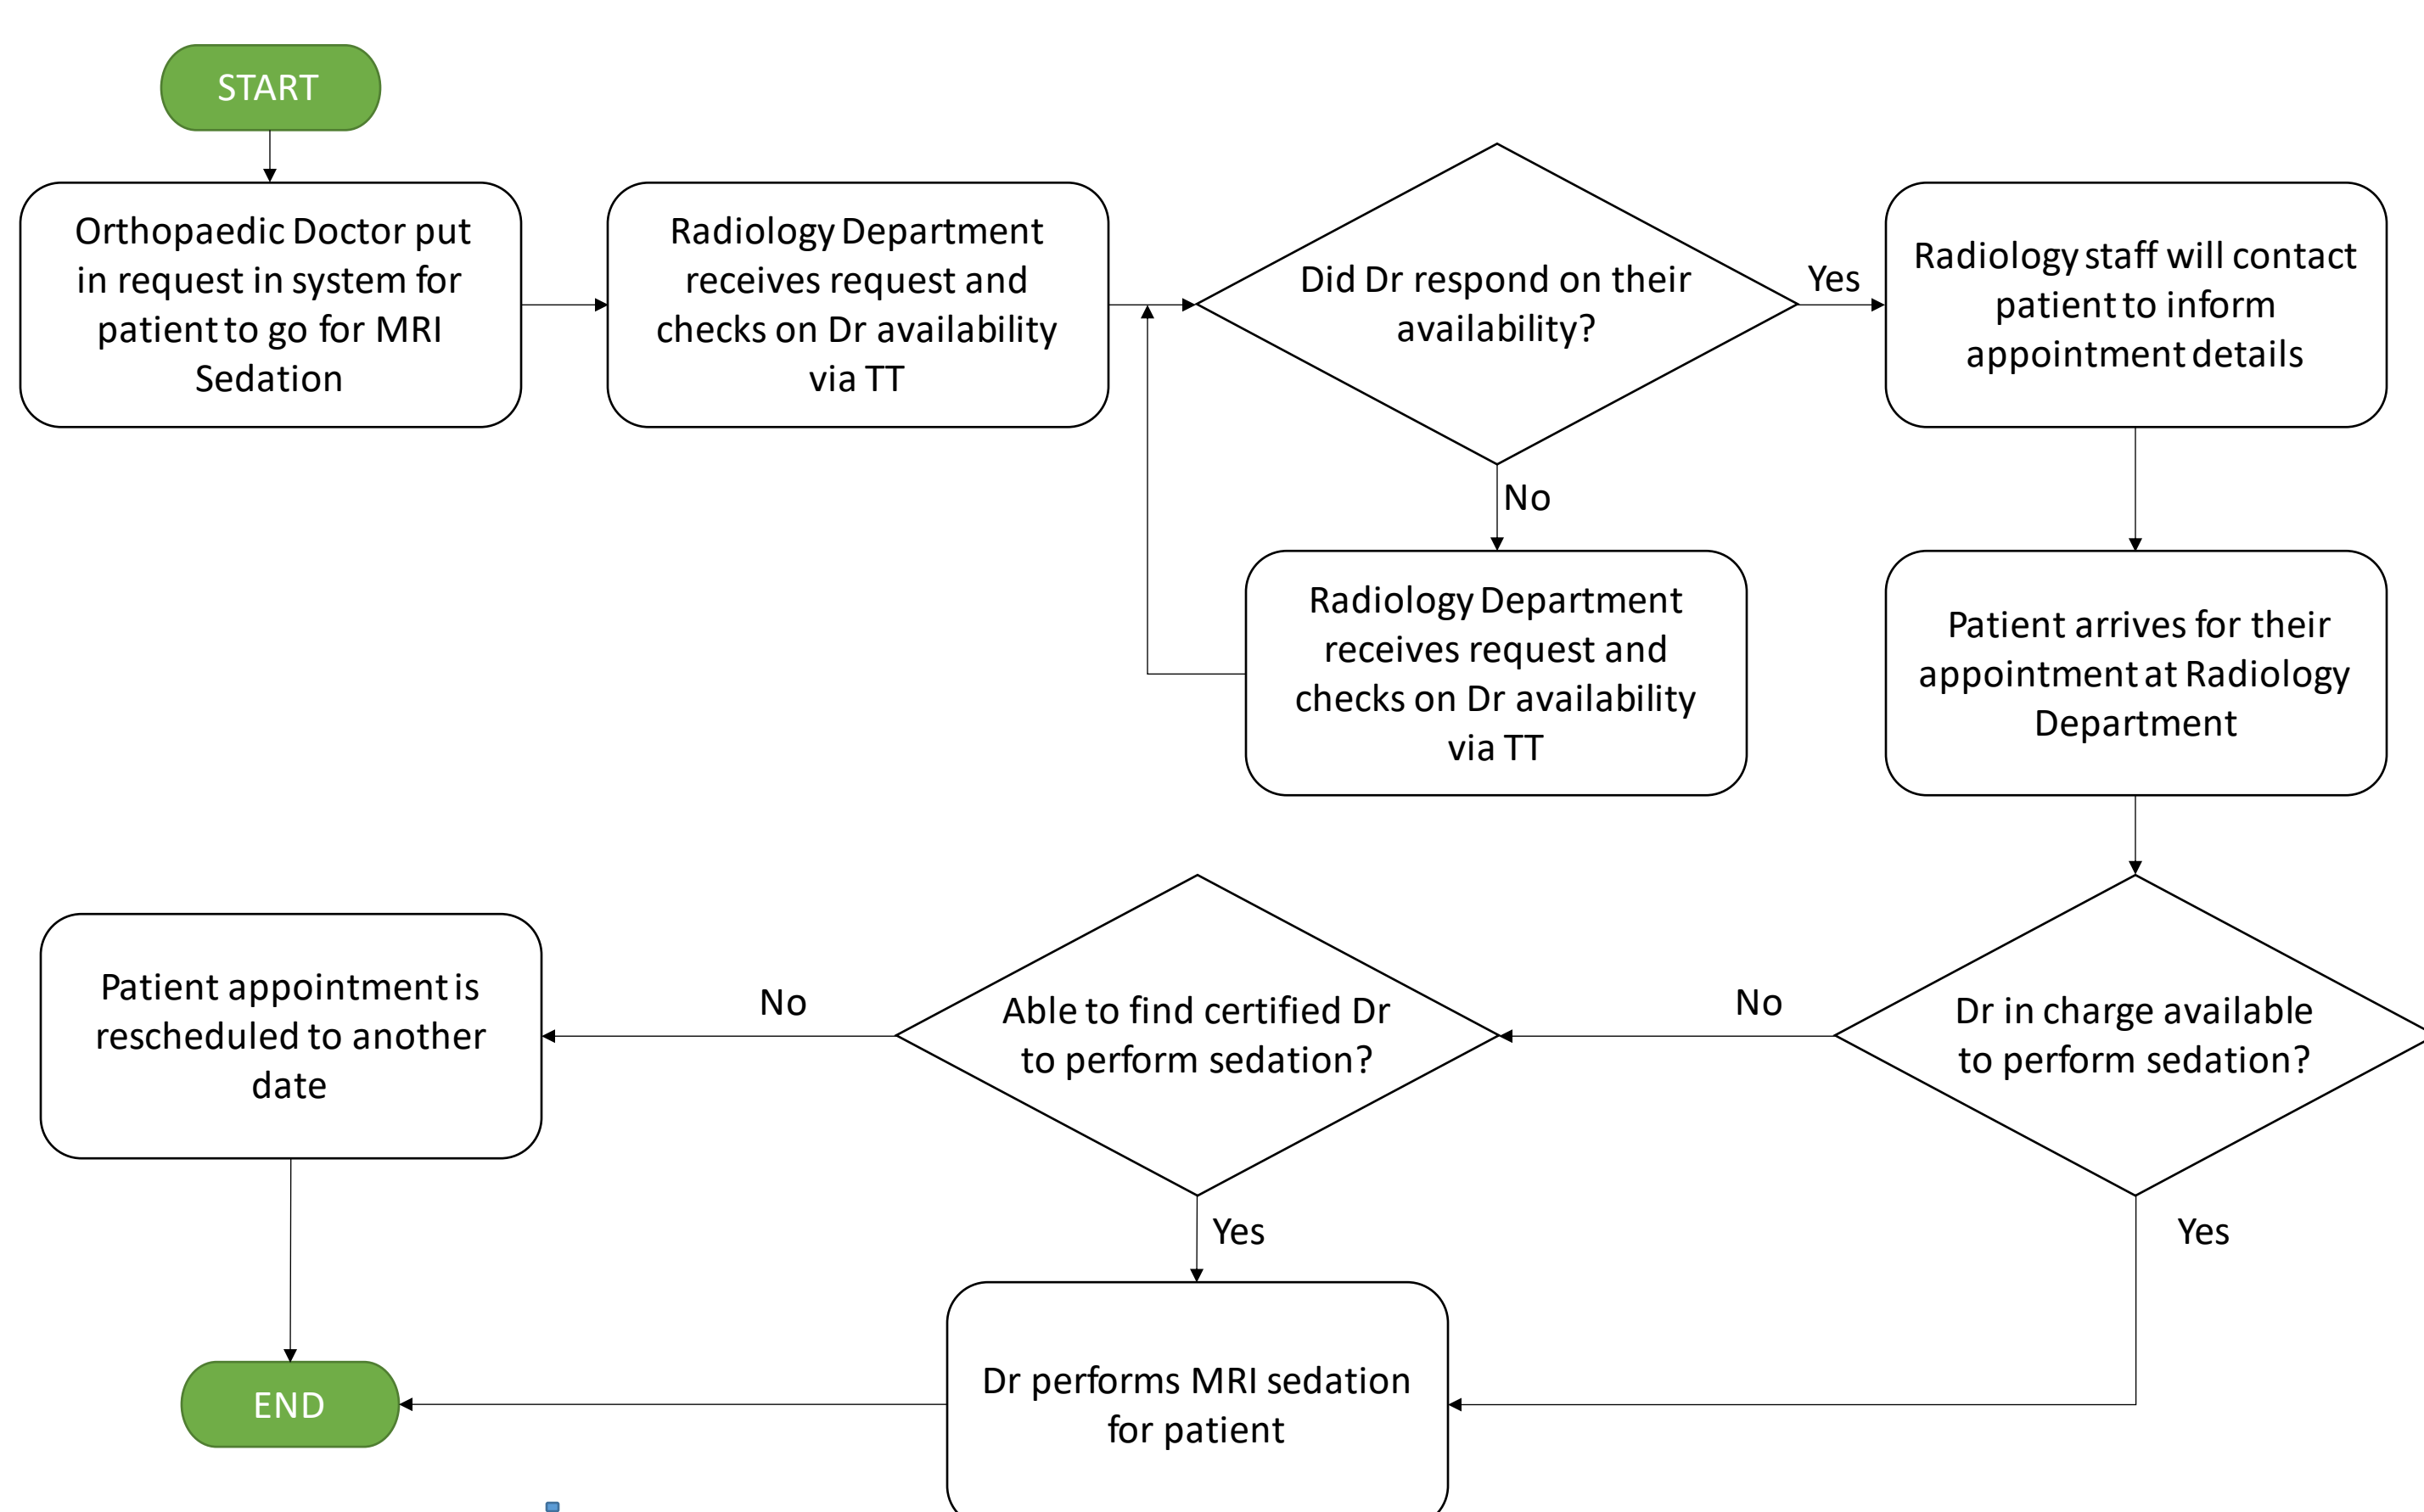 START
Orthopaedic Doctor put
in request in system for
patient to go for MRI
Sedation
Radiology Department
receives request and
checks on Dr availability
via TT
Did Dr respond on their
availability?
Yes
Radiology staff will contact
patient to inform
appointment details
No
Radiology Department
receives request and
checks on Dr availability
via TT
Patient arrives for their
appointment at Radiology
Department
Dr in charge available
to perform sedation?
No
Able to find certified Dr
to perform sedation?
No
Patient appointment is
rescheduled to another
date
Yes
Yes
Dr performs MRI sedation
for patient
END